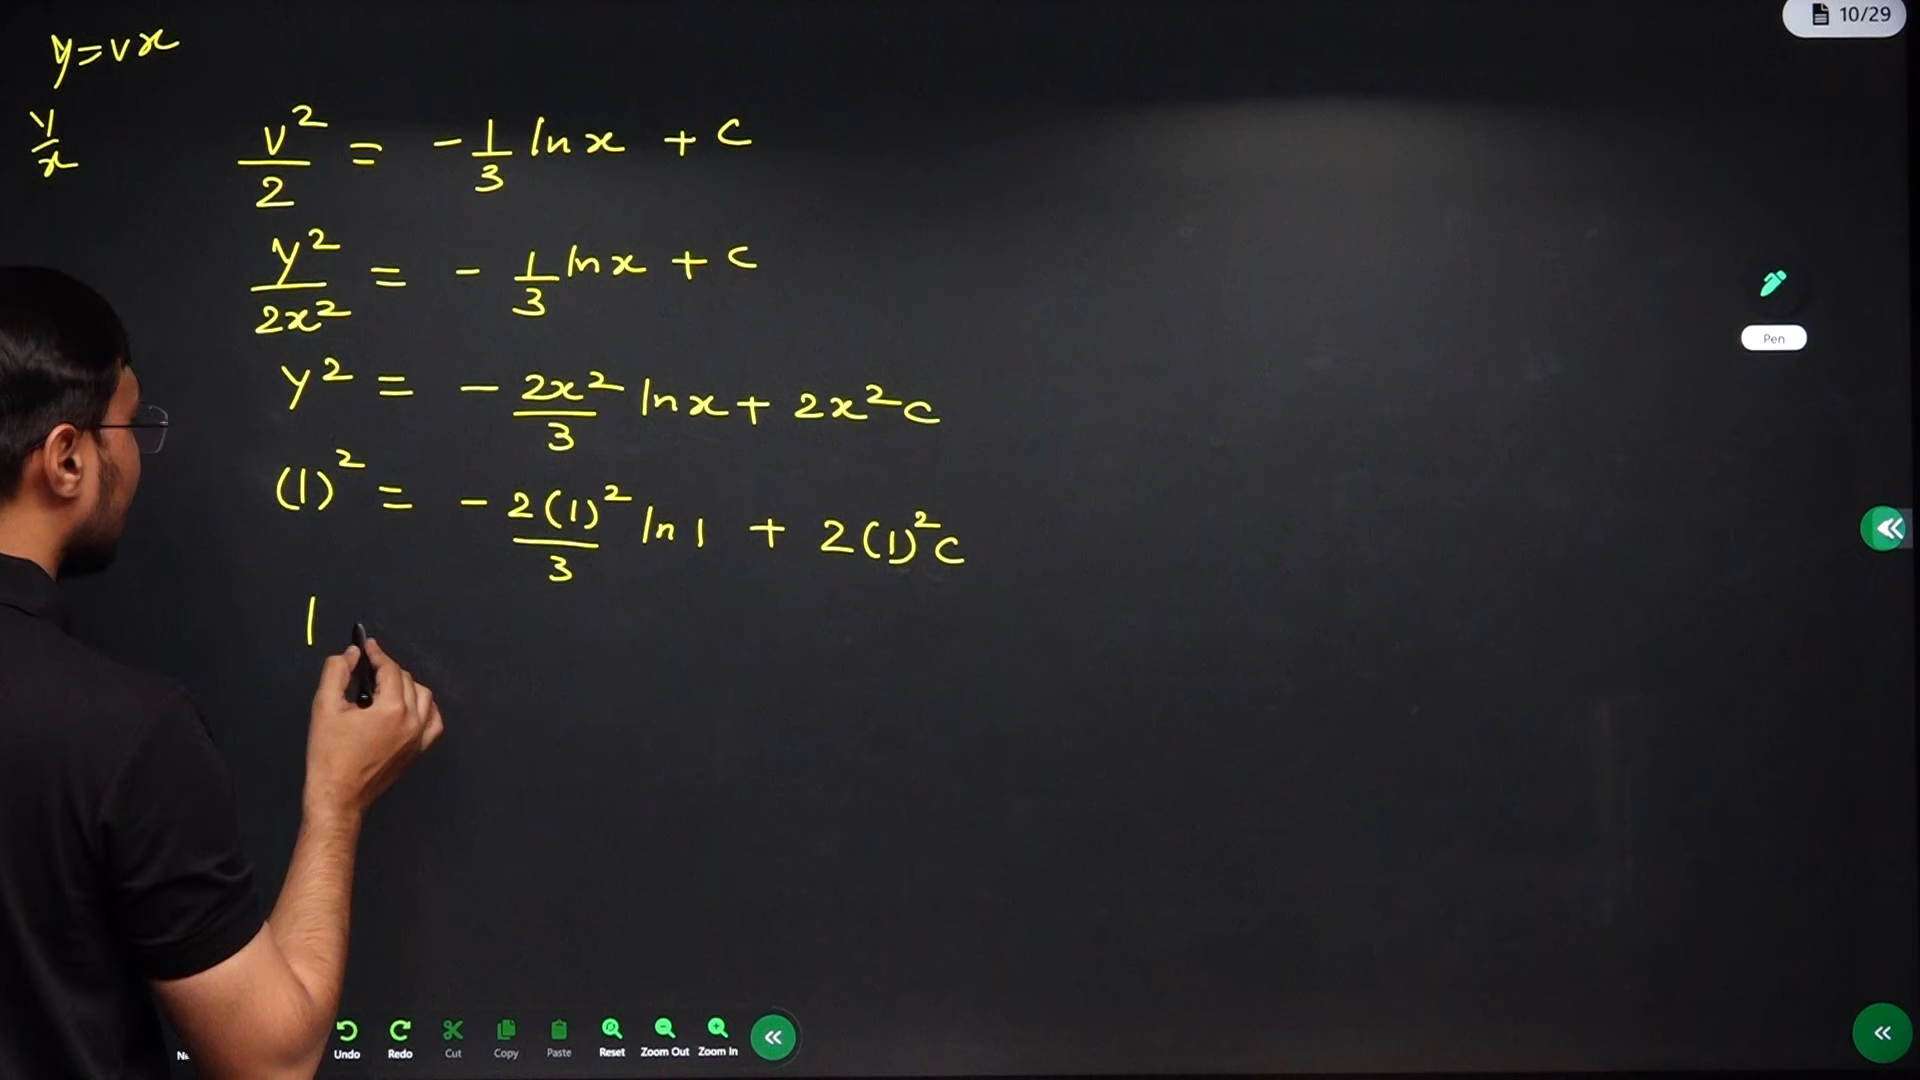 10/29
y=vx
y/x
v²/2 = -1/3 ln x + C
y²/2x² = - 1/3 ln x + C
y² = - 2x²/3 ln x + 2x²C
(1)² = - 2(1)²/3 ln 1 + 2(1)²C
1
Pen
Undo Redo Cut Copy Paste Reset Zoom Out Zoom In